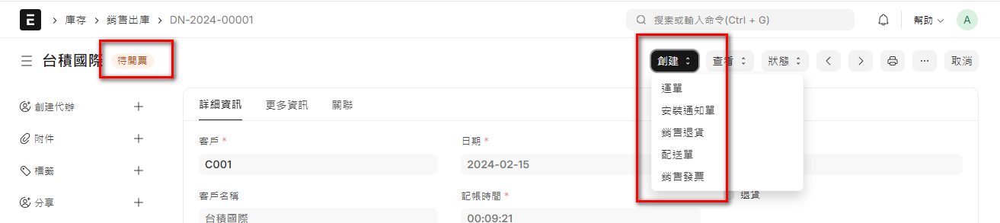 E 庫存 銷售出庫 DN-2024-00001 搜索或輸入命令(Ctrl + G) 幫助 A
台積國際 待開票 創建 查看 狀態 ... 取消
運單
安裝通知單
銷售退貨
配送單
銷售發票
創建代辦
附件
標籤
分享
詳細資訊 更多資訊 關聯
客戶 * 日期 *
C001 2024-02-15
客戶名稱 記帳時間 * 退貨
台積國際 00:09:21